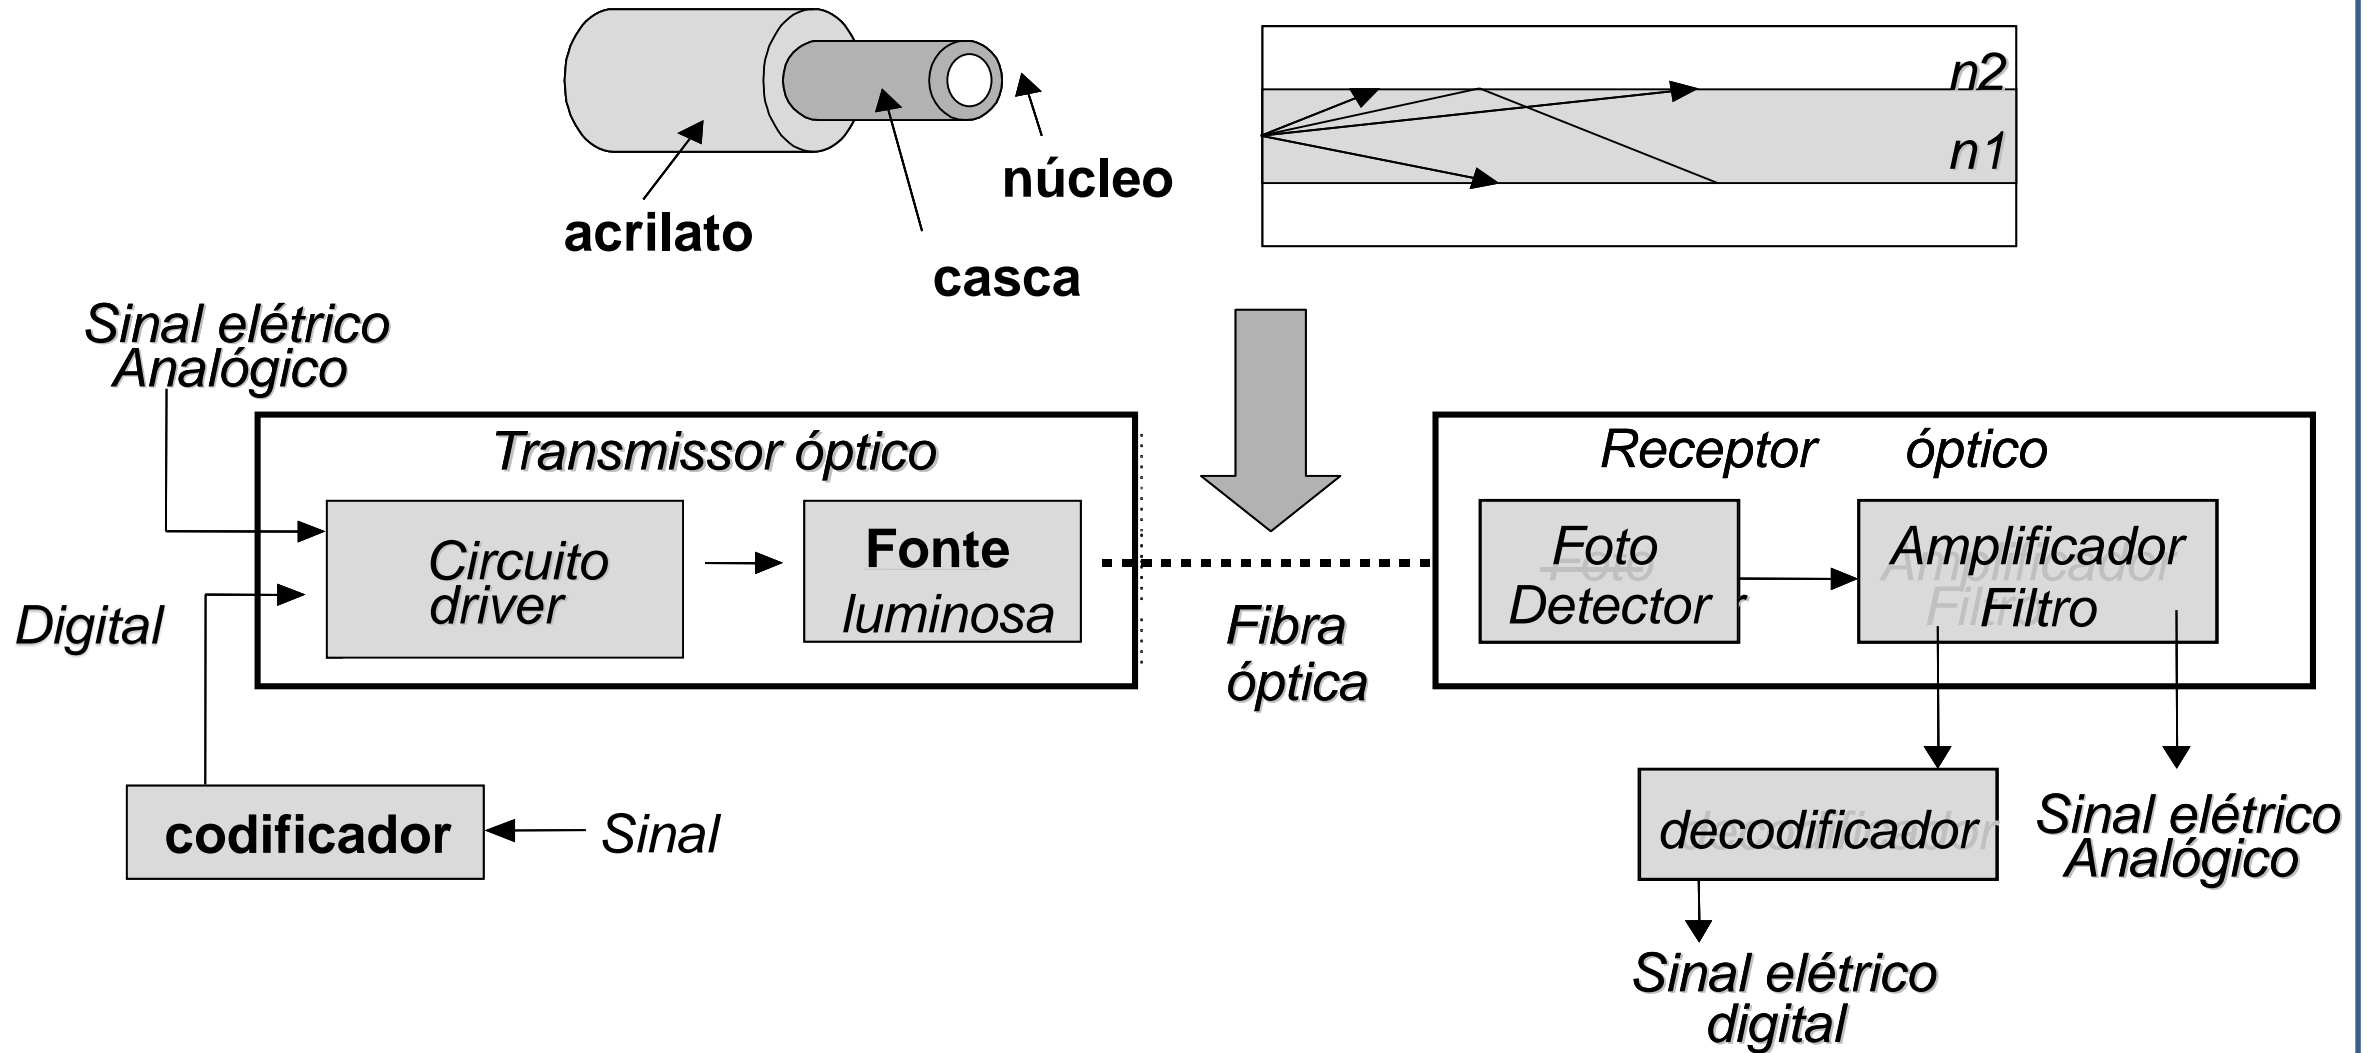 n2
n1
núcleo
acrilato
casca
Sinal elétrico
Analógico
Transmissor óptico
Receptor óptico
Circuito
driver
Fonte
luminosa
Foto
Detector
Amplificador
Filtro
Digital
Fibra
óptica
codificador
Sinal
decodificador
Sinal elétrico
Analógico
Sinal elétrico
digital